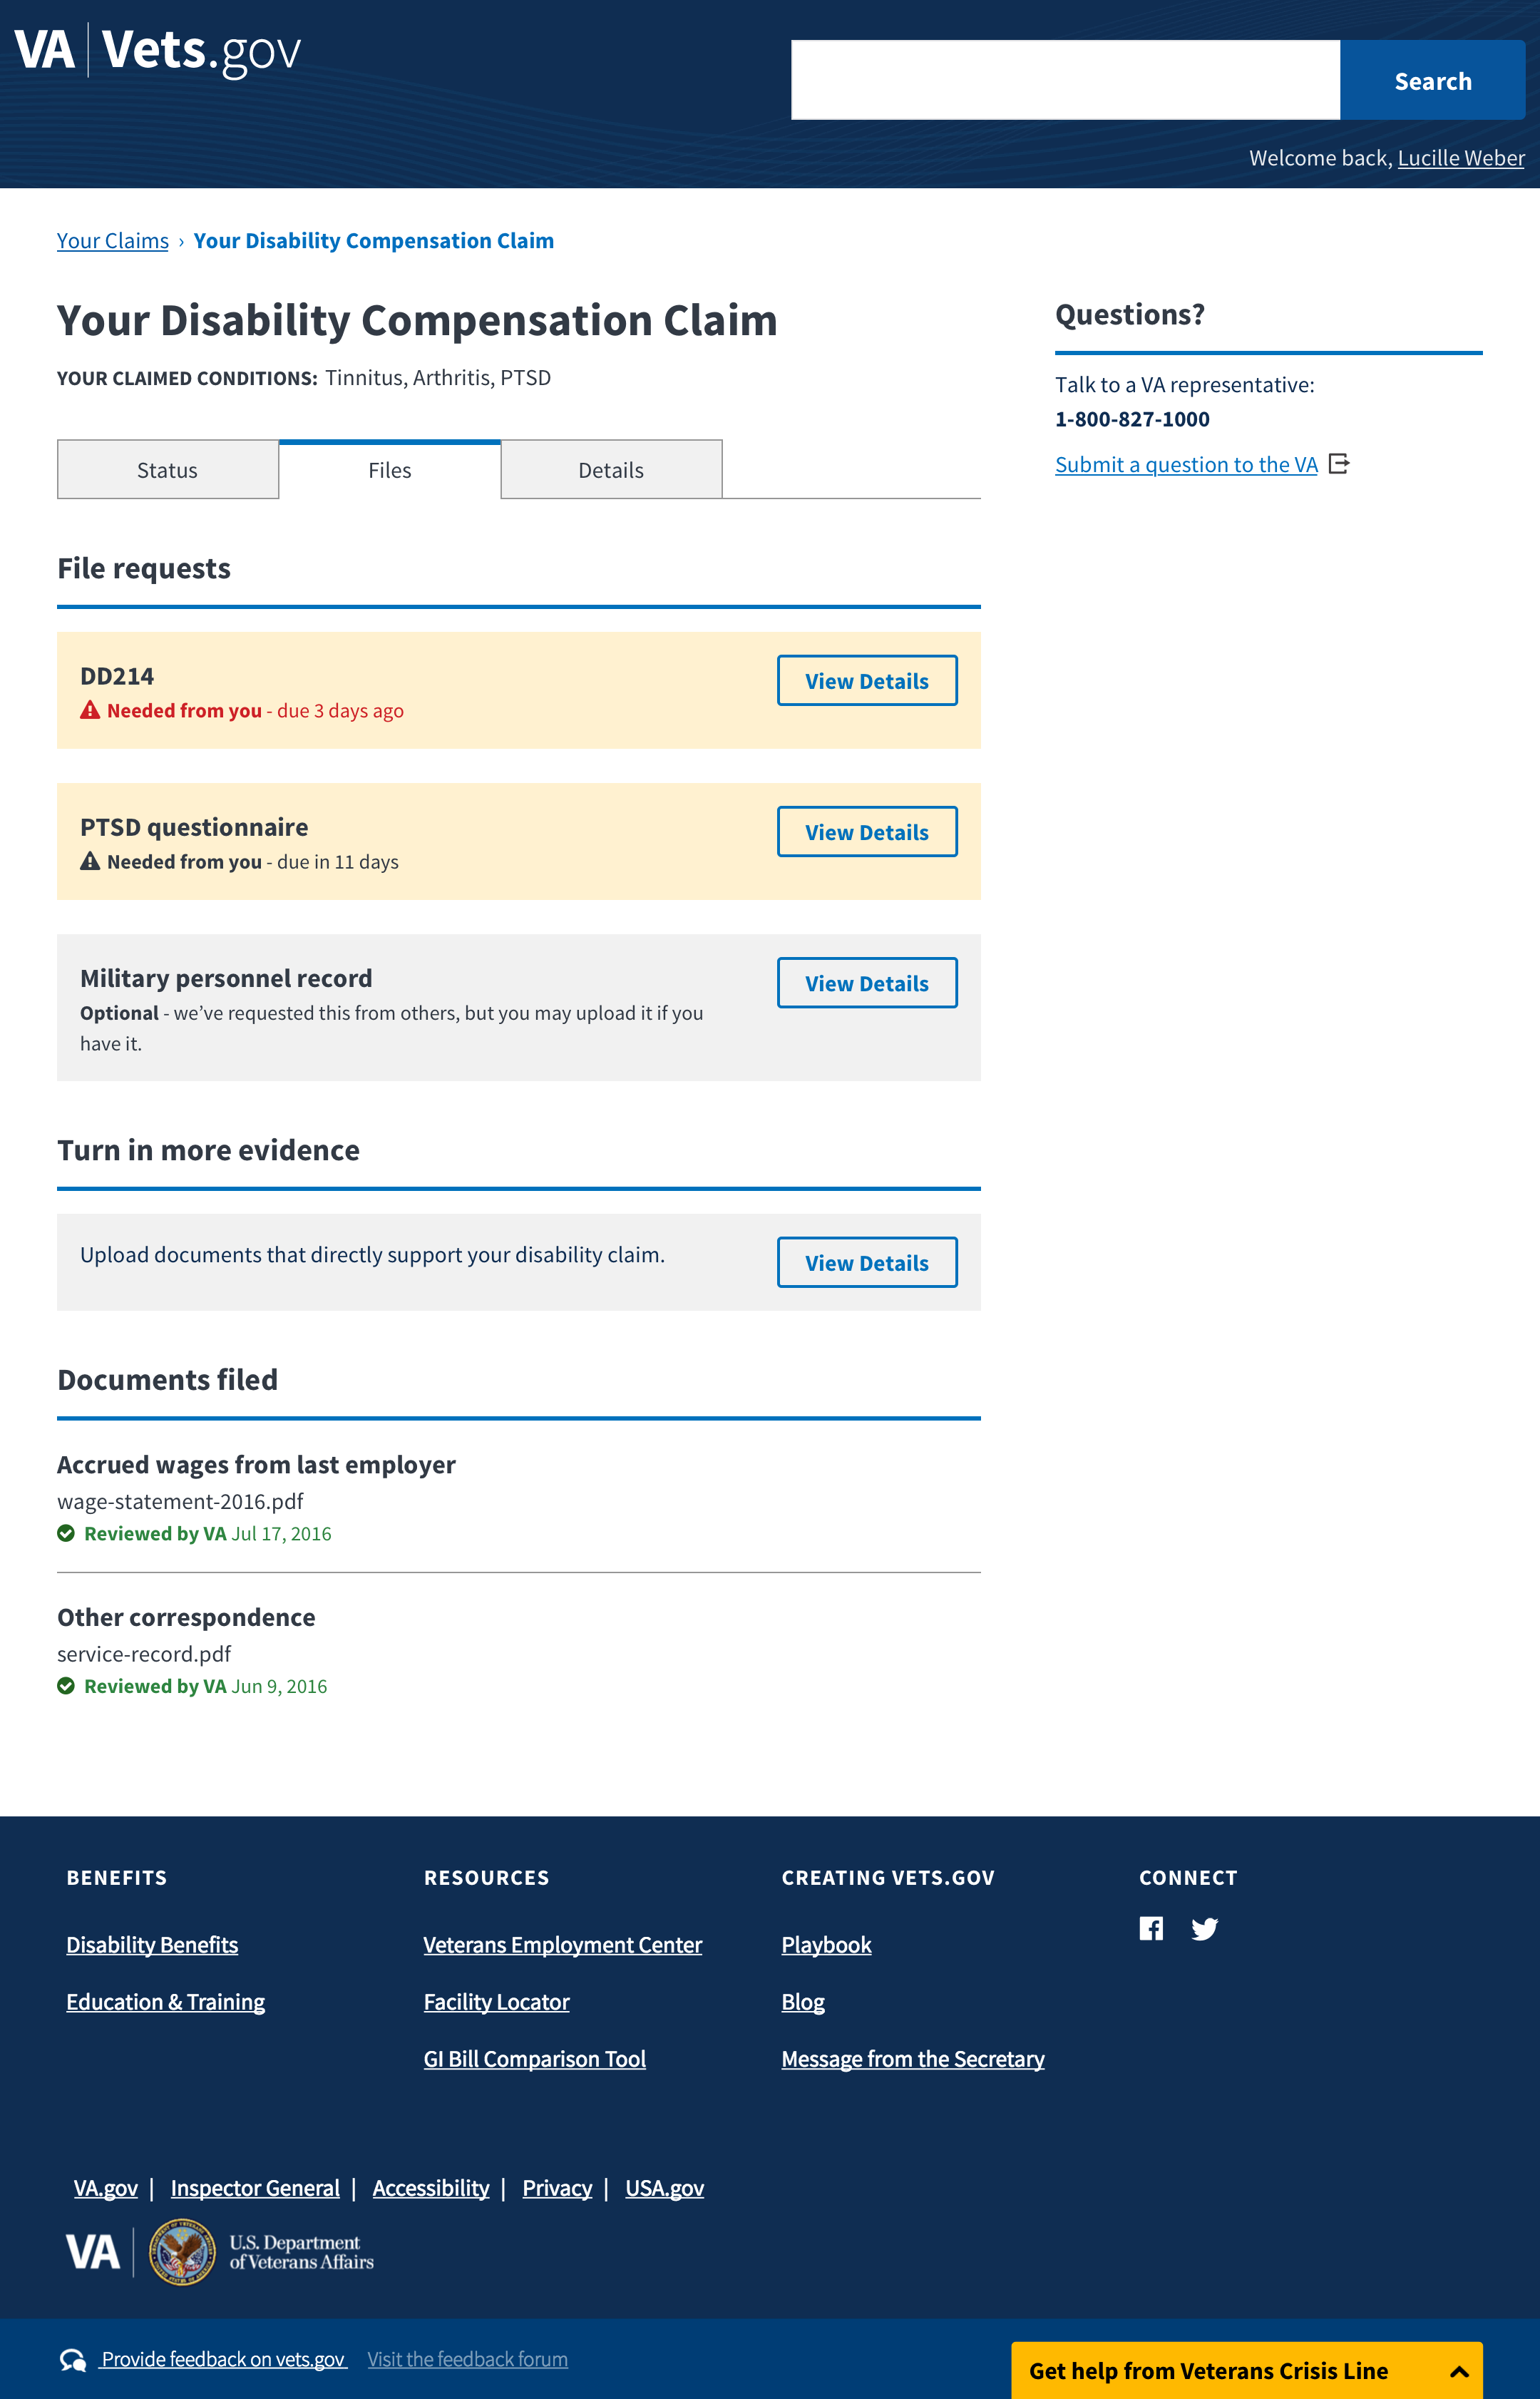 VA | Vets.gov
Search
Welcome back, Lucille Weber
Your Claims › Your Disability Compensation Claim
Your Disability Compensation Claim
YOUR CLAIMED CONDITIONS: Tinnitus, Arthritis, PTSD
Status
Files
Details
File requests
DD214
Needed from you - due 3 days ago
View Details
PTSD questionnaire
Needed from you - due in 11 days
View Details
Military personnel record
Optional - we’ve requested this from others, but you may upload it if you
have it.
View Details
Turn in more evidence
Upload documents that directly support your disability claim.
View Details
Documents filed
Accrued wages from last employer
wage-statement-2016.pdf
Reviewed by VA Jul 17, 2016
Other correspondence
service-record.pdf
Reviewed by VA Jun 9, 2016
Questions?
Talk to a VA representative:
1-800-827-1000
Submit a question to the VA
BENEFITS
Disability Benefits
Education & Training
RESOURCES
Veterans Employment Center
Facility Locator
GI Bill Comparison Tool
CREATING VETS.GOV
Playbook
Blog
Message from the Secretary
CONNECT
VA.gov | Inspector General | Accessibility | Privacy | USA.gov
VA
U.S. Department
of Veterans Affairs
Provide feedback on vets.gov Visit the feedback forum
Get help from Veterans Crisis Line